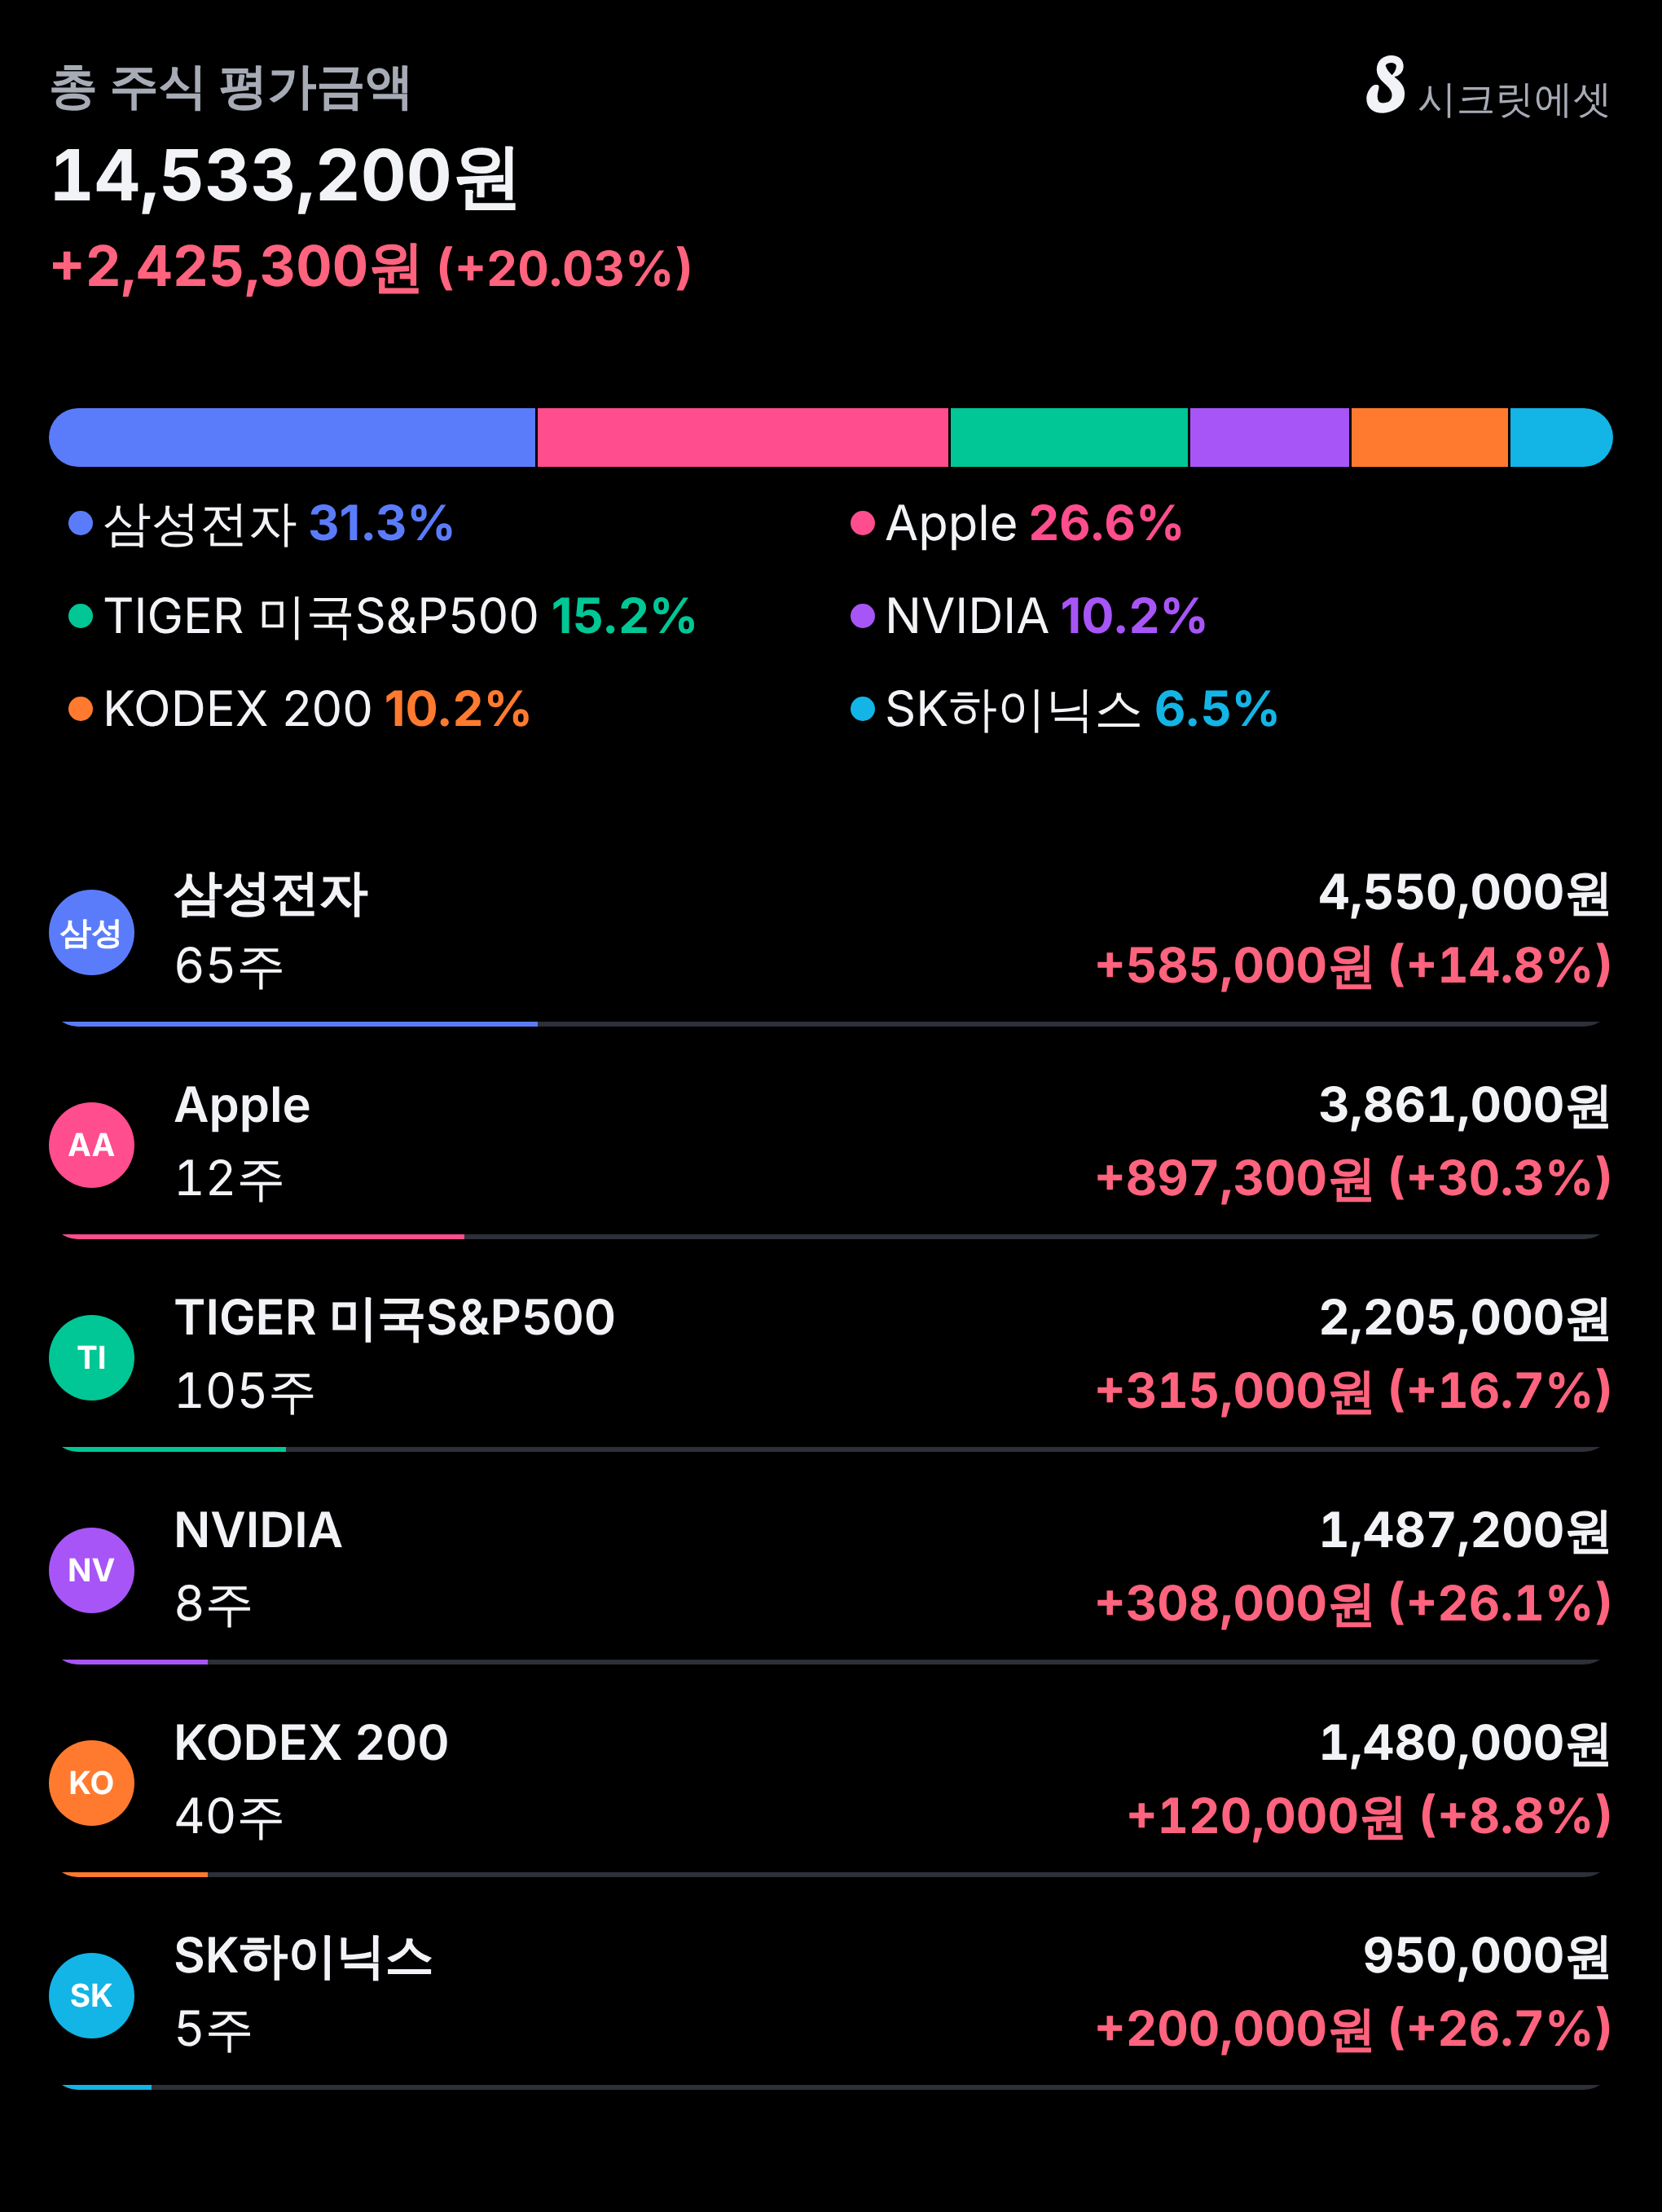 총 주식 평가금액
S 시크릿에셋
14,533,200원
+2,425,300원 (+20.03%)
삼성전자 31.3%
Apple 26.6%
TIGER 미국S&P500 15.2%
NVIDIA 10.2%
KODEX 200 10.2%
SK하이닉스 6.5%
삼성
삼성전자
4,550,000원
65주
+585,000원 (+14.8%)
AA
Apple
3,861,000원
12주
+897,300원 (+30.3%)
TI
TIGER 미국S&P500
2,205,000원
105주
+315,000원 (+16.7%)
NV
NVIDIA
1,487,200원
8주
+308,000원 (+26.1%)
KO
KODEX 200
1,480,000원
40주
+120,000원 (+8.8%)
SK
SK하이닉스
950,000원
5주
+200,000원 (+26.7%)